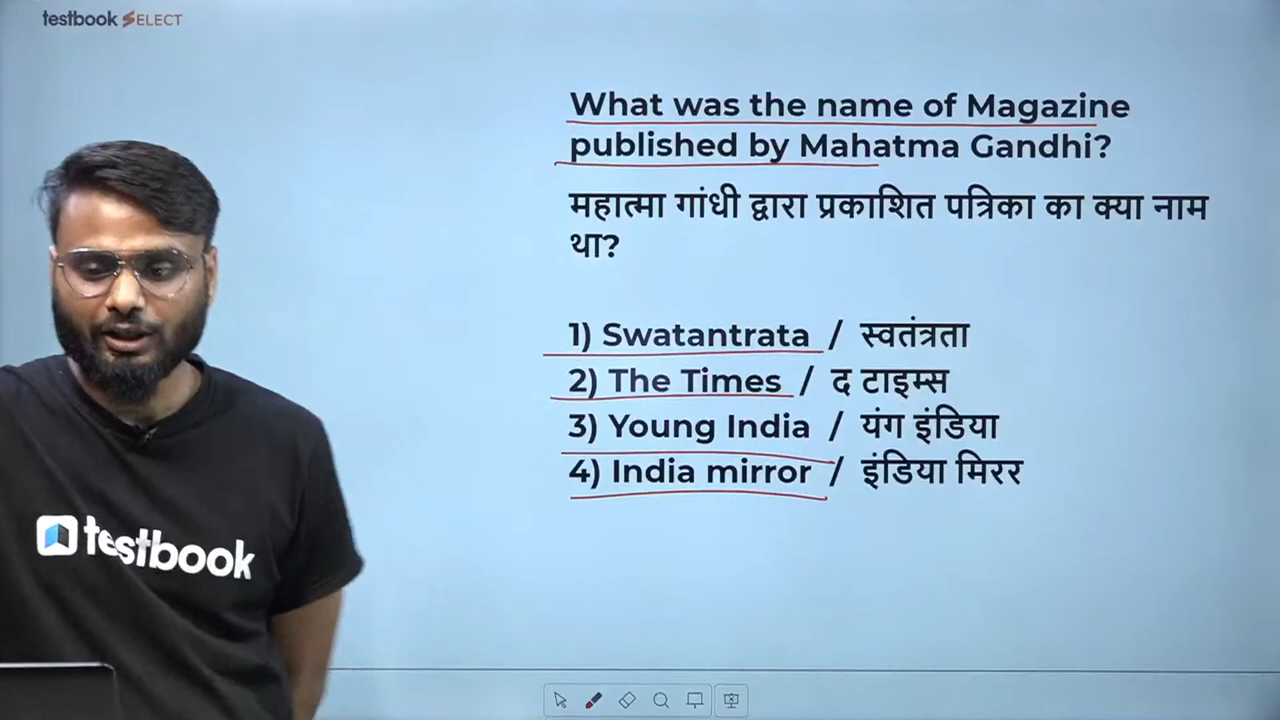 testbook SELECT
What was the name of Magazine
published by Mahatma Gandhi?
महात्मा गांधी द्वारा प्रकाशित पत्रिका का क्या नाम
था?
1) Swatantrata / स्वतंत्रता
2) The Times / द टाइम्स
3) Young India / यंग इंडिया
4) India mirror / इंडिया मिरर
testbook